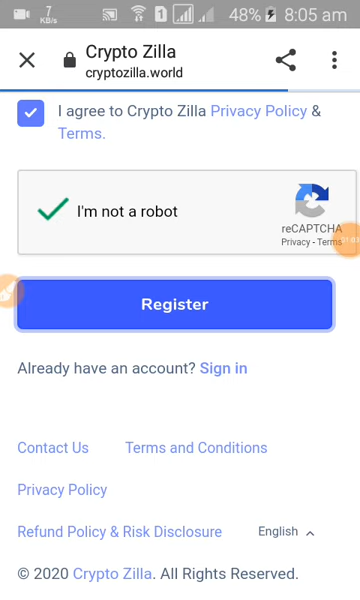 7
KB/s
1
48%
8:05 am
Crypto Zilla
cryptozilla.world
I agree to Crypto Zilla Privacy Policy &
Terms.
I'm not a robot
reCAPTCHA
Privacy - Terms
Register
Already have an account? Sign in
Contact Us
Terms and Conditions
Privacy Policy
Refund Policy & Risk Disclosure
English
© 2020 Crypto Zilla. All Rights Reserved.